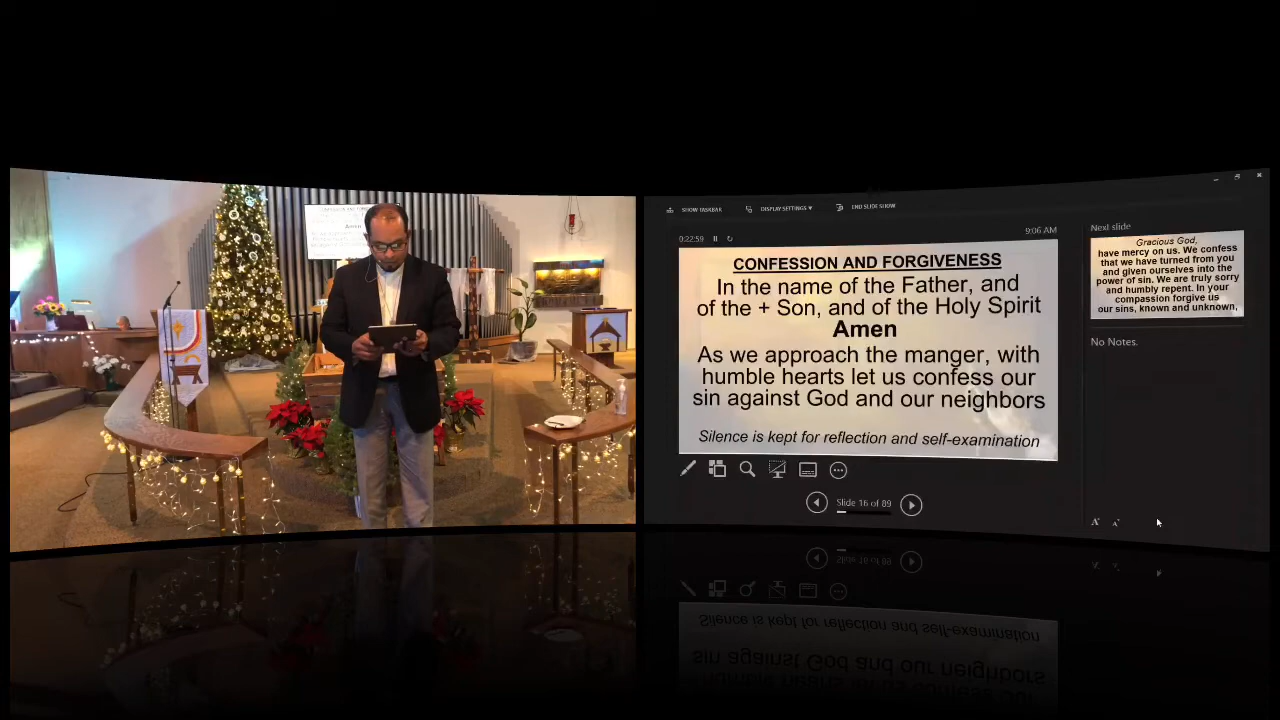 SHOW TASKBAR
DISPLAY SETTINGS ▼
END SLIDE SHOW
0:22:59
9:06 AM
CONFESSION AND FORGIVENESS
In the name of the Father, and
of the + Son, and of the Holy Spirit
Amen
As we approach the manger, with
humble hearts let us confess our
sin against God and our neighbors
Silence is kept for reflection and self-examination
Slide 16 of 89
Next slide
Gracious God,
have mercy on us. We confess
that we have turned from you
and given ourselves into the
power of sin. We are truly sorry
and humbly repent. In your
compassion forgive us
our sins, known and unknown,
No Notes.
A A